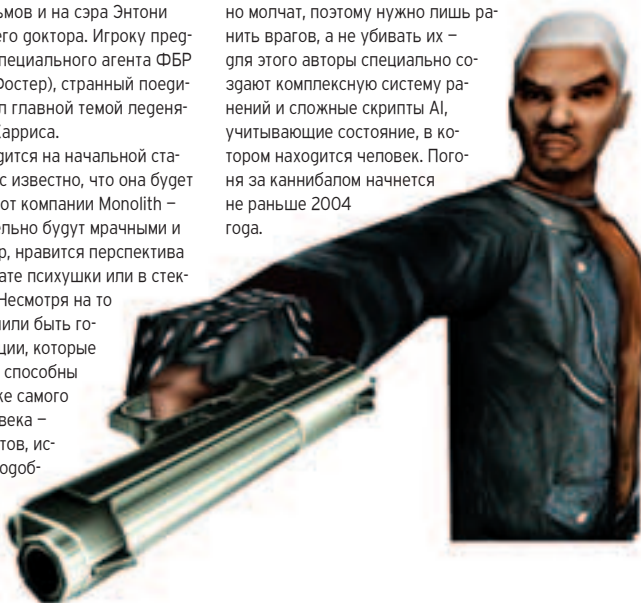 ьмов и на сэра Энтони
его доктора. Игроку пред-
специального агента ФБР
Фостер), странный поеди-
л главной темой ледeня-
Харриса.
дится на начальной ста-
с известно, что она будет
от компании Monolith –
ельно будут мрачными и
р, нравится перспектива
ате психушки или в стек-
Несмотря на то
или быть го-
ции, которые
способны
же самого
века –
тов, ис-
одоб-
но молчат, поэтому нужно лишь ра-
нить врагов, а не убивать их –
для этого авторы специально со-
здают комплексную систему ра-
нений и сложные скрипты AI,
учитывающие состояние, в ко-
тором находится человек. Пого-
ня за каннибалом начнется
не раньше 2004
года.